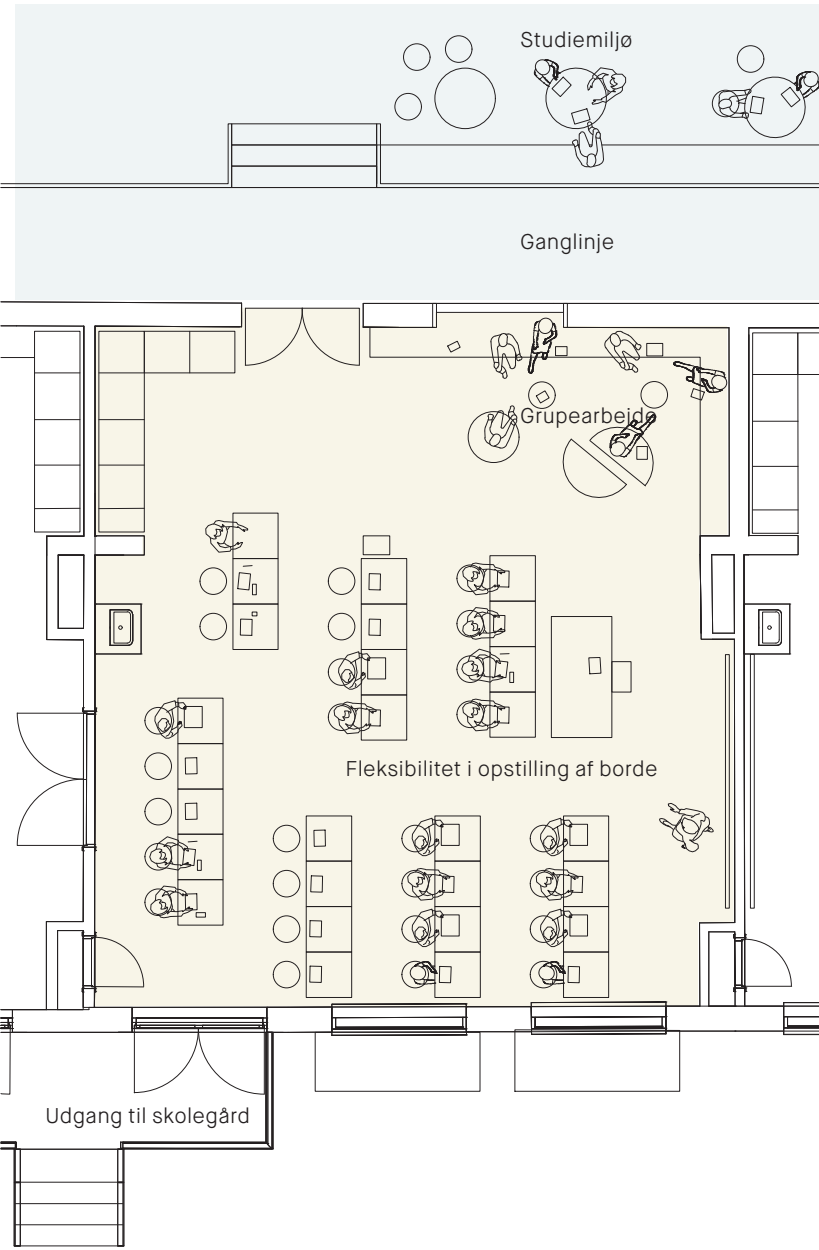 Studiemiljø
Ganglinje
Grupearbejde
Fleksibilitet i opstilling af borde
Udgang til skolegård